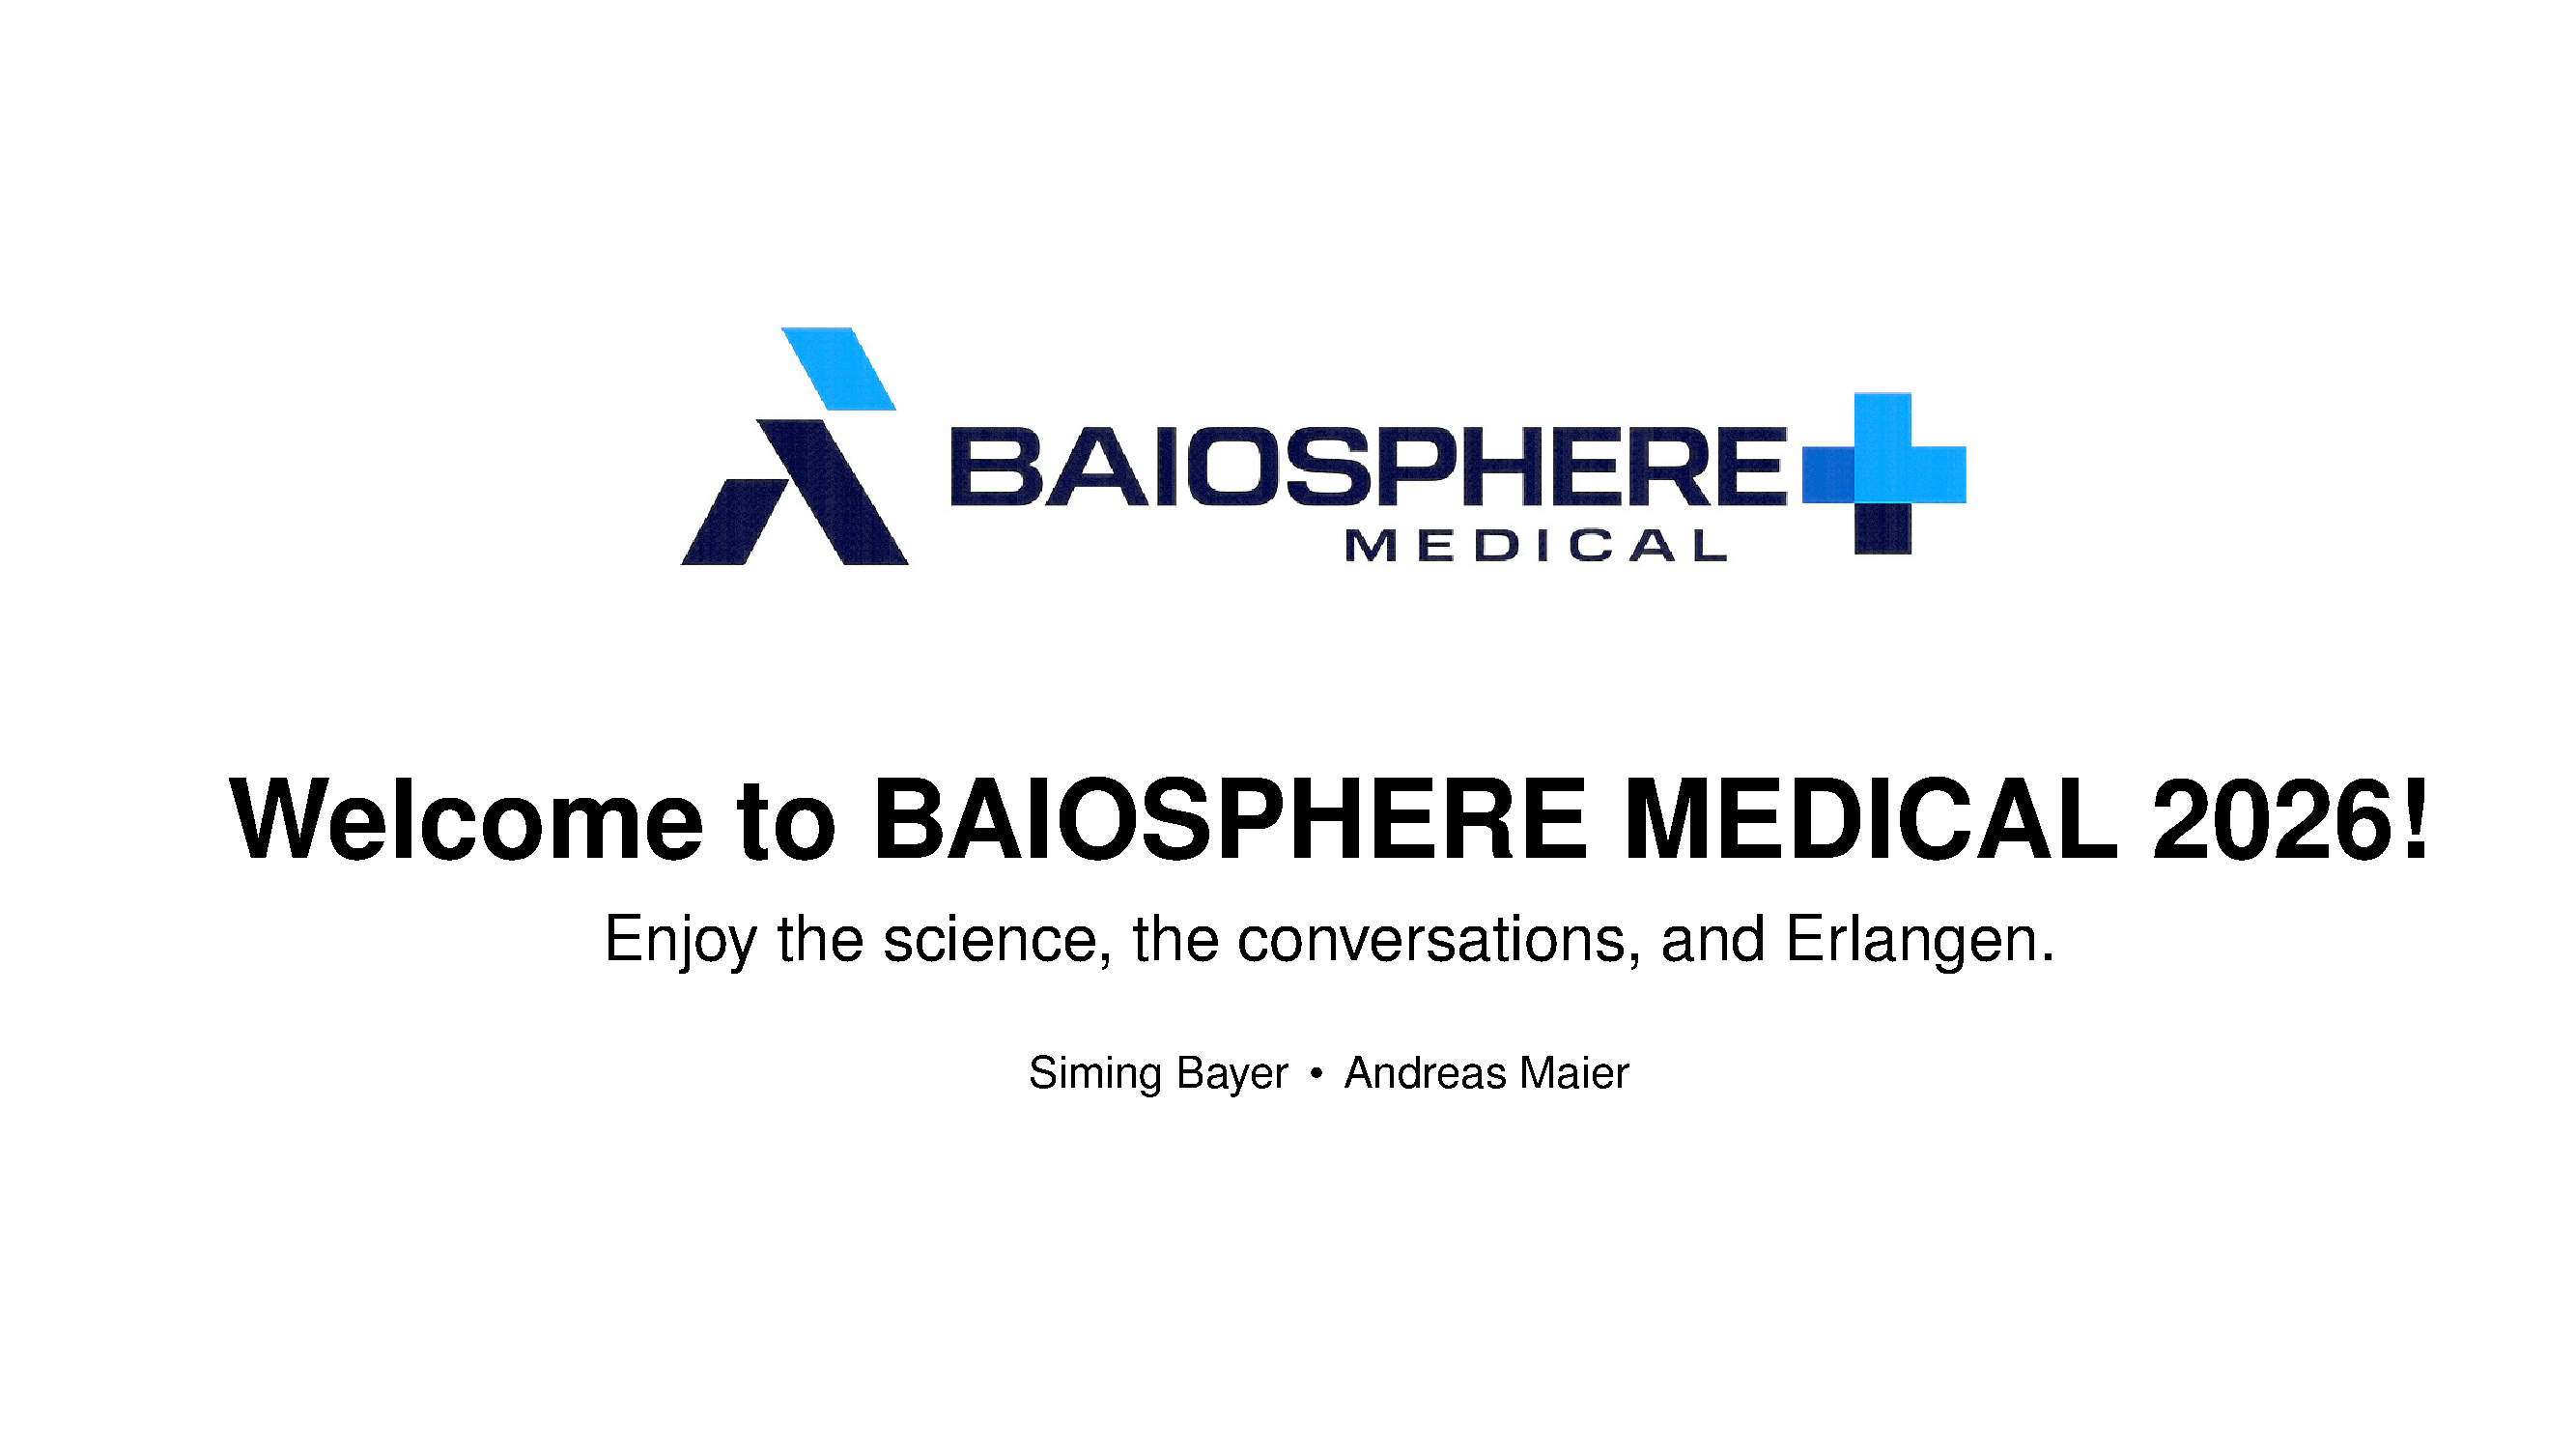 BAIOSPHERE
MEDICAL
Welcome to BAIOSPHERE MEDICAL 2026!
Enjoy the science, the conversations, and Erlangen.
Siming Bayer • Andreas Maier